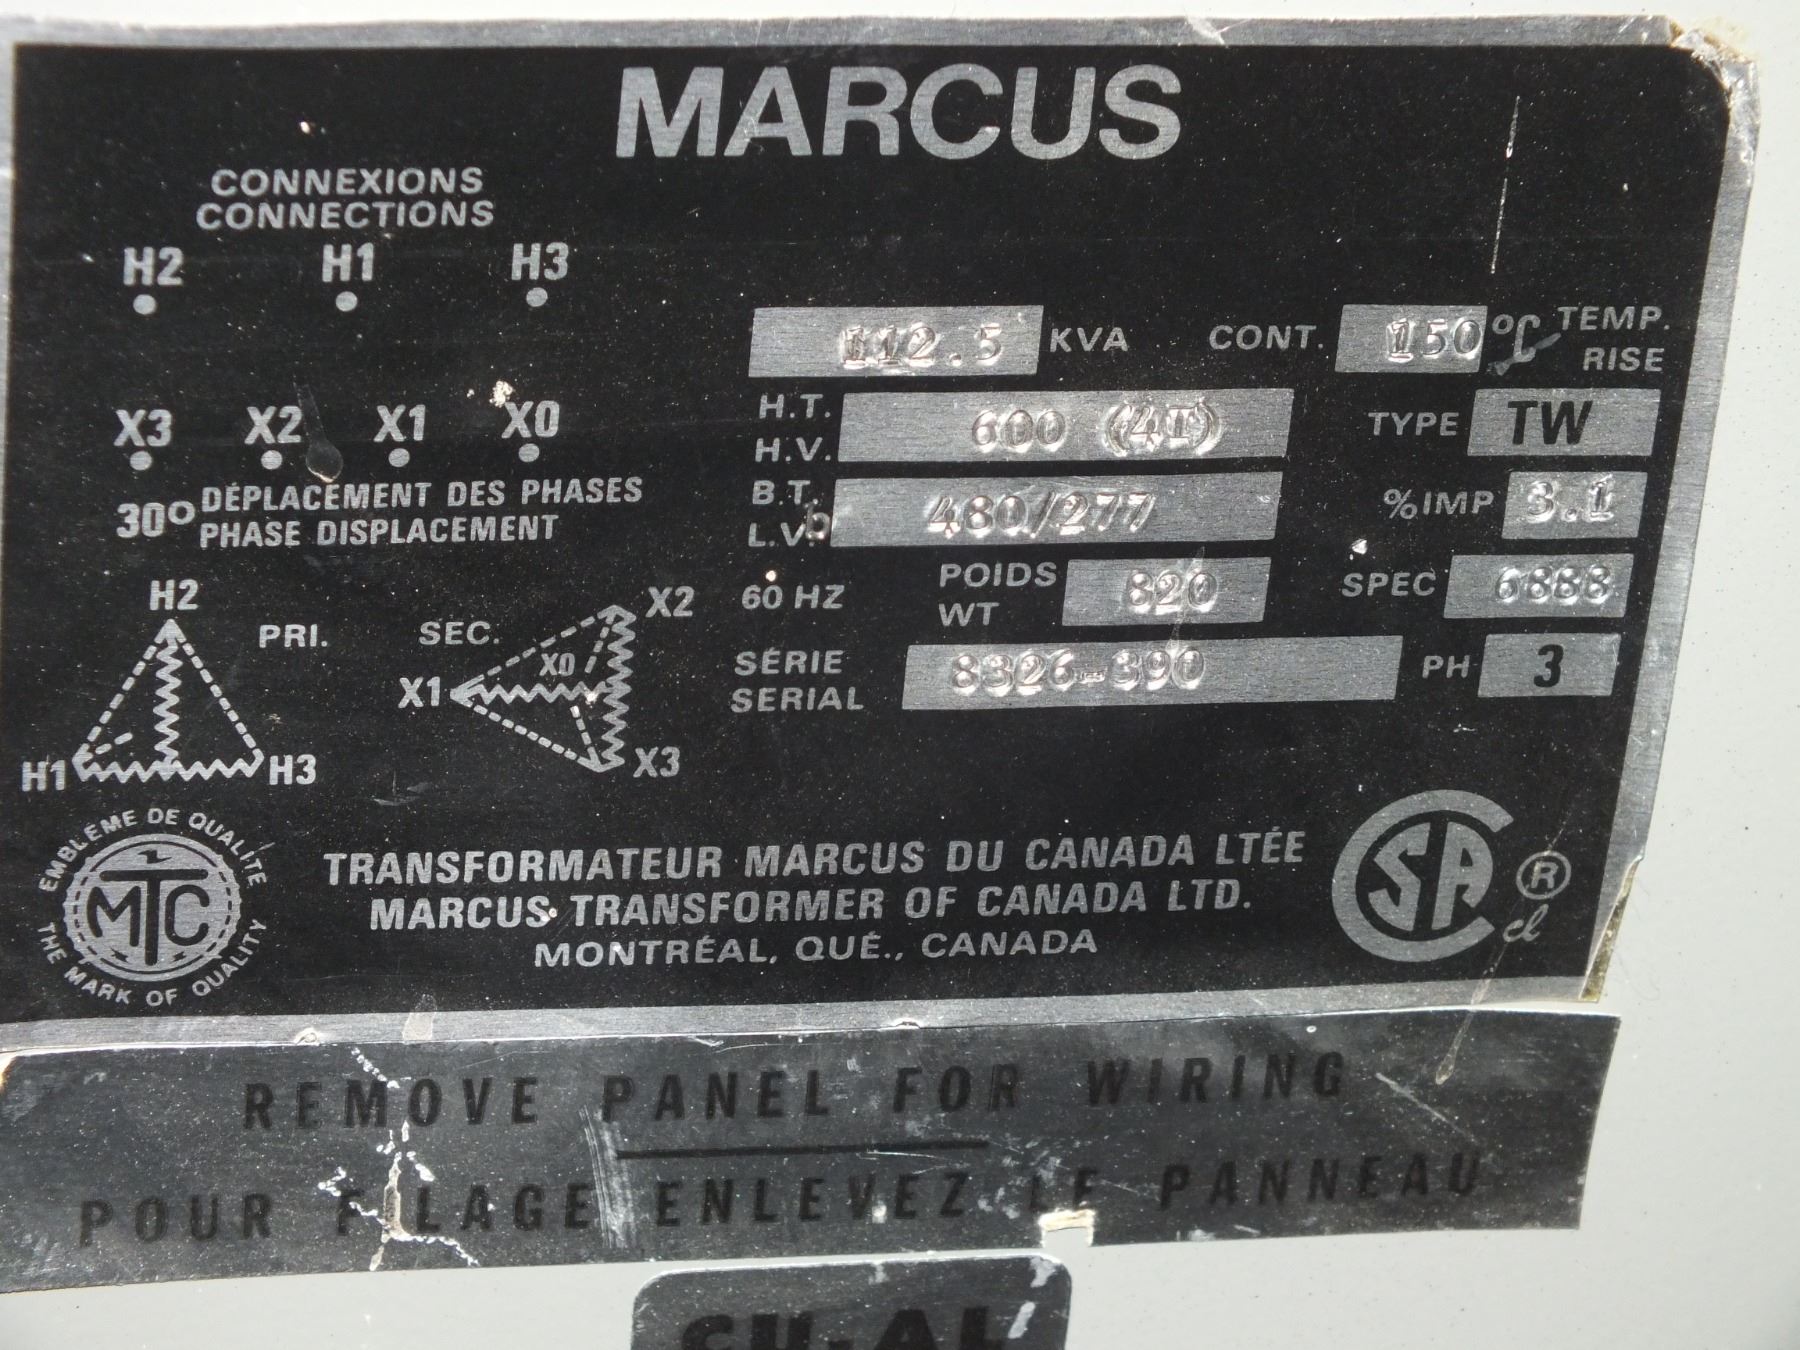 MARCUS
CONNEXIONS
CONNECTIONS
H2 H1 H3
X3 X2 X1 X0
30° DÉPLACEMENT DES PHASES
PHASE DISPLACEMENT
H2
PRI.
H1 H3
SEC.
X2
X0
X1
X3
112.5 KVA CONT. 150 °C TEMP. RISE
H.T.
H.V. 600 (4T) TYPE TW
B.T.
L.V. 480/277 %IMP 3.1
60 HZ POIDS
WT 820 SPEC 6888
SÉRIE
SERIAL 8326-390 PH 3
EMBLEME DE QUALITE
MTC
THE MARK OF QUALITY
TRANSFORMATEUR MARCUS DU CANADA LTÉE
MARCUS TRANSFORMER OF CANADA LTD.
MONTRÉAL, QUÉ., CANADA
CSA ® cl
REMOVE PANEL FOR WIRING
POUR FILAGE ENLEVEZ LE PANNEAU
CU-AL